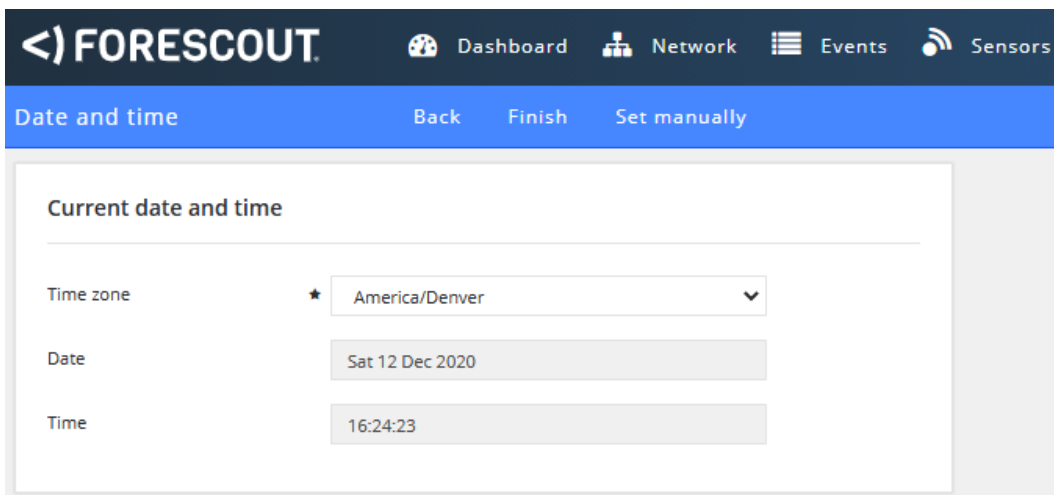 <) FORESCOUT. Dashboard Network Events Sensors
Date and time Back Finish Set manually
Current date and time
Time zone ★ America/Denver
Date Sat 12 Dec 2020
Time 16:24:23